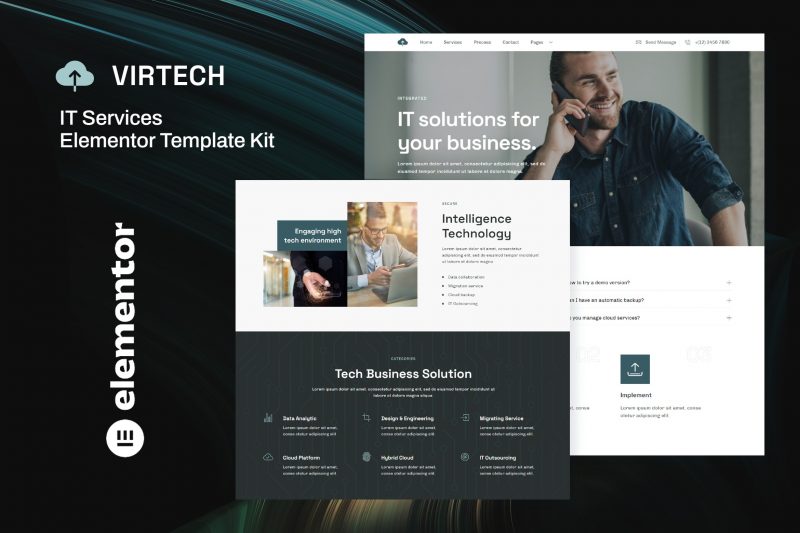 VIRTECH
IT Services
Elementor Template Kit
elementor
Home Services Process Contact Pages
Send Message
+(12) 3456 7890
INTEGRATED
IT solutions for
your business.
Lorem ipsum dolor sit amet, consectetur adipiscing elit, sed do
eiusmod tempor incididunt ut labore et dolore magna.
Engaging high
tech environment
SECURE
Intelligence
Technology
Lorem ipsum dolor sit amet, consectetur
adipiscing elit, sed do eiusmod tempor incididunt
ut labore et dolore magna
Data collaboration
Migration service
Cloud backup
IT Outsourcing
to try a demo version?
I have an automatic backup?
you manage cloud services?
02
03
Implement
Lorem ipsum dolor sit amet,
conse ctetur adipiscing elit
CATEGORIES
Tech Business Solution
Lorem ipsum dolor sit amet, consectetur adipiscing elit, sed do eiusmod tempor incididunt ut
labore et dolore magna aliqua
Data Analytic
Lorem ipsum dolor sit amet,
conse ctetur adipiscing elit
Design & Engineering
Lorem ipsum dolor sit amet,
conse ctetur adipiscing elit
Migrating Service
Lorem ipsum dolor sit amet,
conse ctetur adipiscing elit
Cloud Platform
Lorem ipsum dolor sit amet,
conse ctetur adipiscing elit
Hybrid Cloud
Lorem ipsum dolor sit amet,
conse ctetur adipiscing elit
IT Outsourcing
Lorem ipsum dolor sit amet,
conse ctetur adipiscing elit